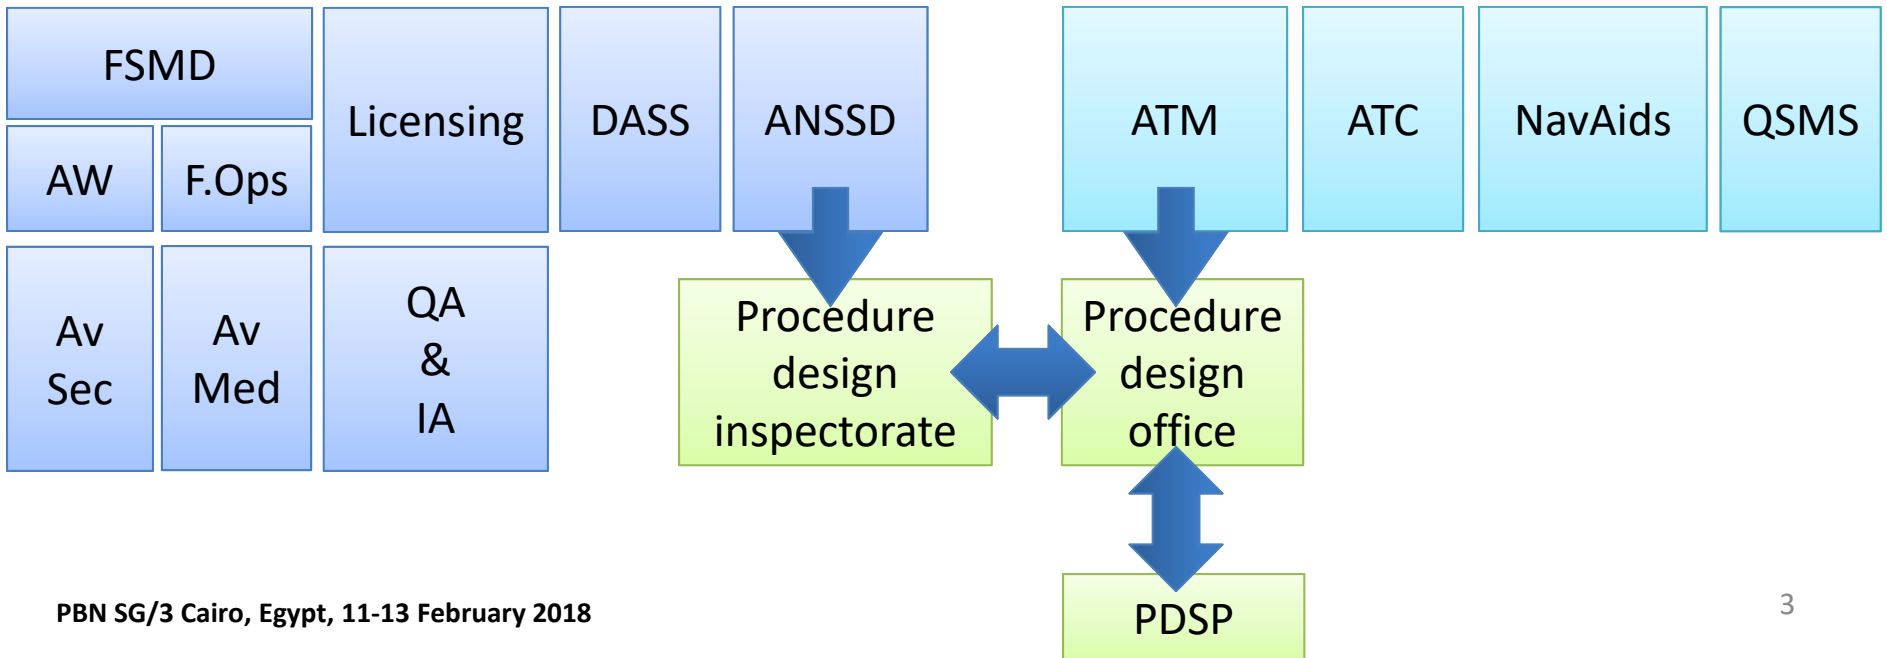 FSMD
AW
F.Ops
Licensing
DASS
ANSSD
ATM
ATC
NavAids
QSMS
Av
Sec
Av
Med
QA
&
IA
Procedure
design
inspectorate
Procedure
design
office
PDSP
PBN SG/3 Cairo, Egypt, 11-13 February 2018
3